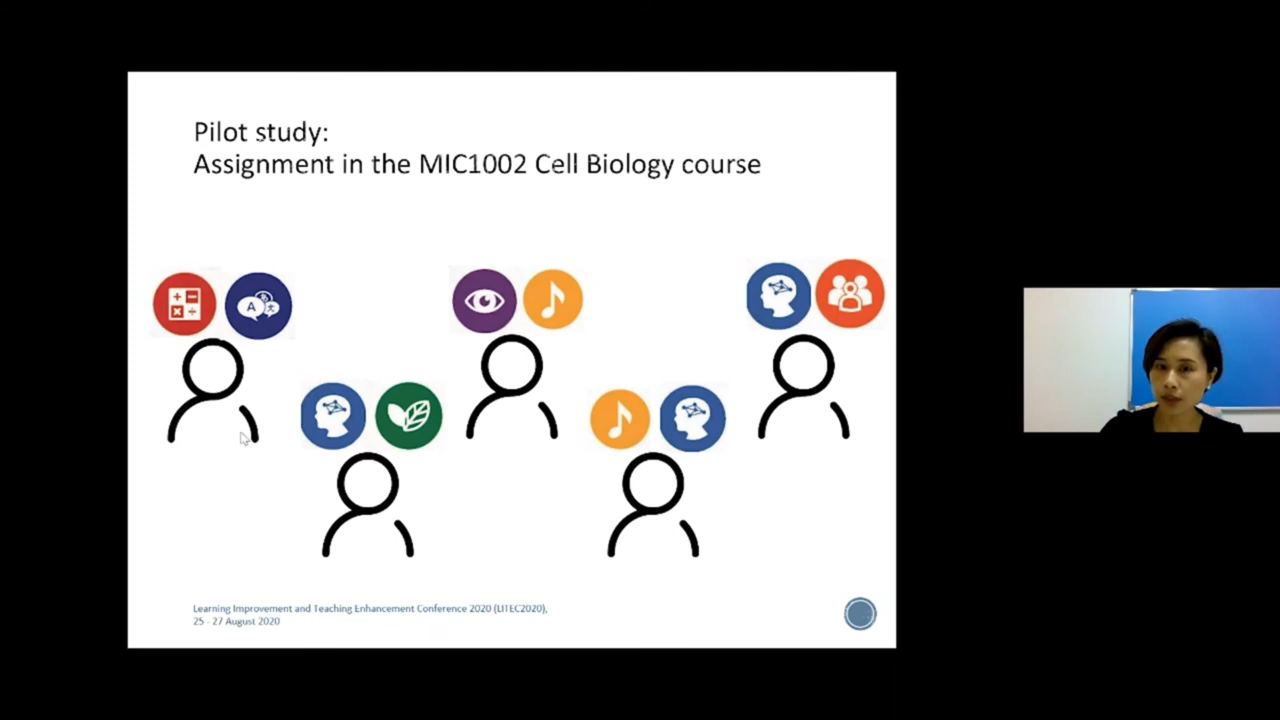 Pilot study:
Assignment in the MIC1002 Cell Biology course
A 文
Learning Improvement and Teaching Enhancement Conference 2020 (LITEC2020),
25 - 27 August 2020